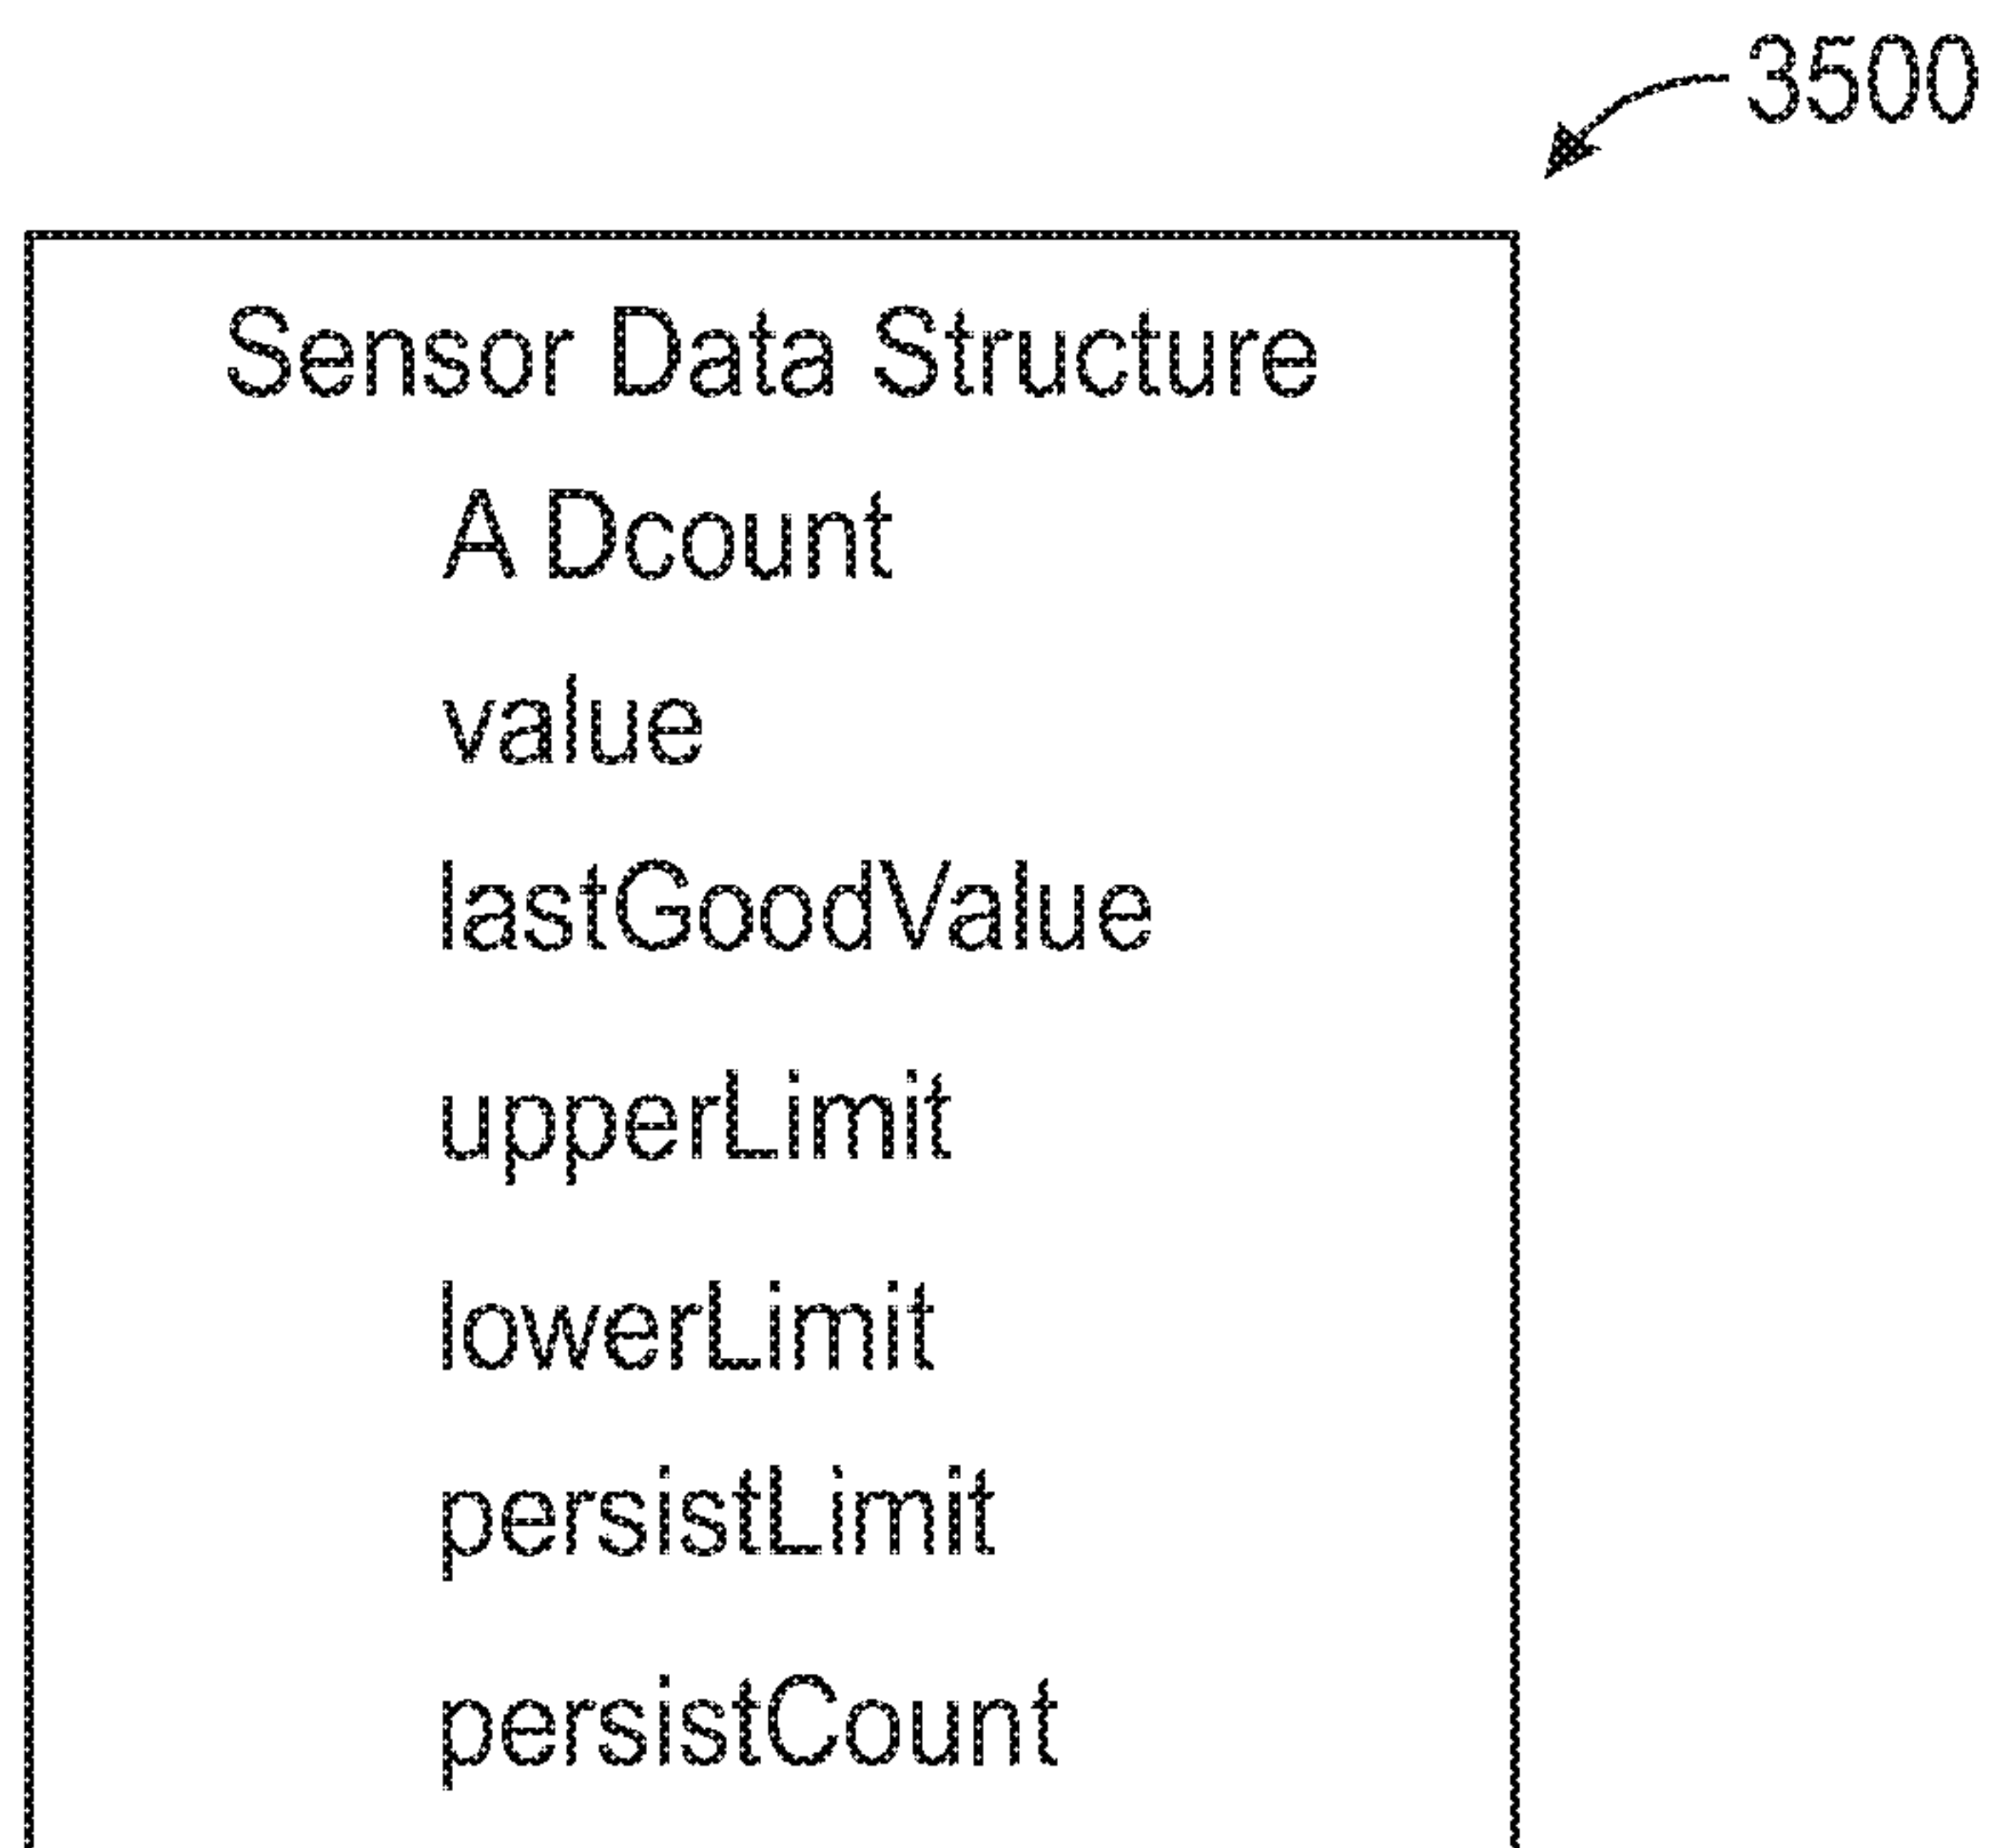 3500
Sensor Data Structure
A Dcount
value
lastGoodValue
upperLimit
lowerLimit
persistLimit
persistCount